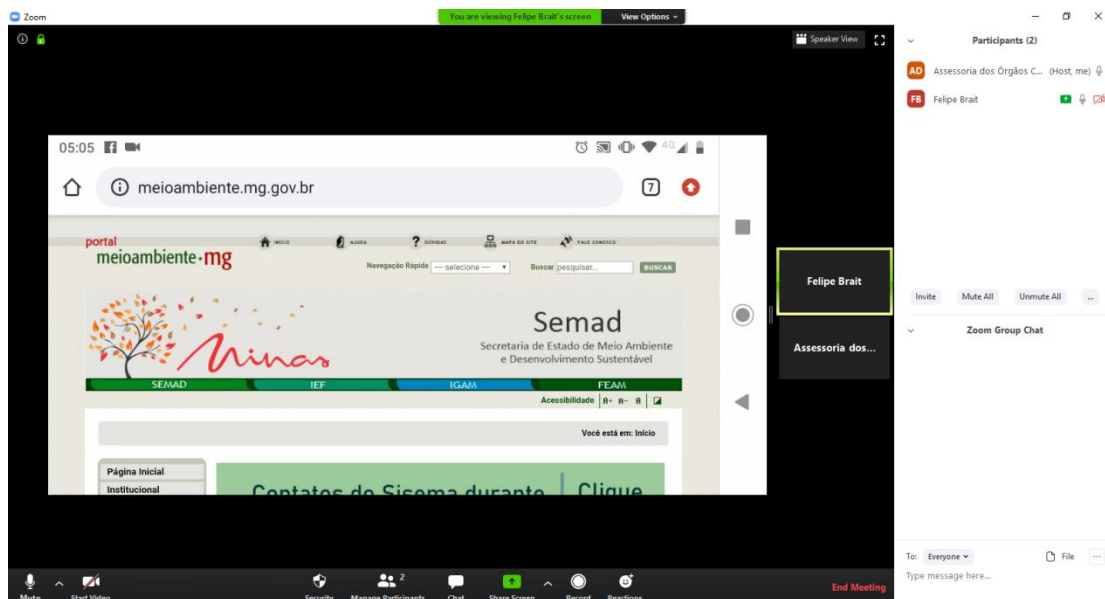 Zoom
You are viewing Felipe Brait's screen View Options
Speaker View
Participants (2)
AD Assessoria dos Órgãos C... (Host, me)
FB Felipe Brait
05:05 4G
meioambiente.mg.gov.br 7
portal
meioambiente·mg
INICIO AJUDA ? DÚVIDAS MAPA DO SITE FALE CONOSCO
Navegação Rápida — selecione — Buscar pesquisar... BUSCAR
Minas
Semad
Secretaria de Estado de Meio Ambiente
e Desenvolvimento Sustentável
SEMAD IEF IGAM FEAM
Acessibilidade A+ A- A
Você está em: Início
Página Inicial
Institucional
Contatos do Sisema durante Clique
Felipe Brait
Assessoria dos...
Invite Mute All Unmute All ...
Zoom Group Chat
To: Everyone File ...
Type message here...
Mute Start Video Security Manage Participants 2 Chat Share Screen Record Reactions End Meeting